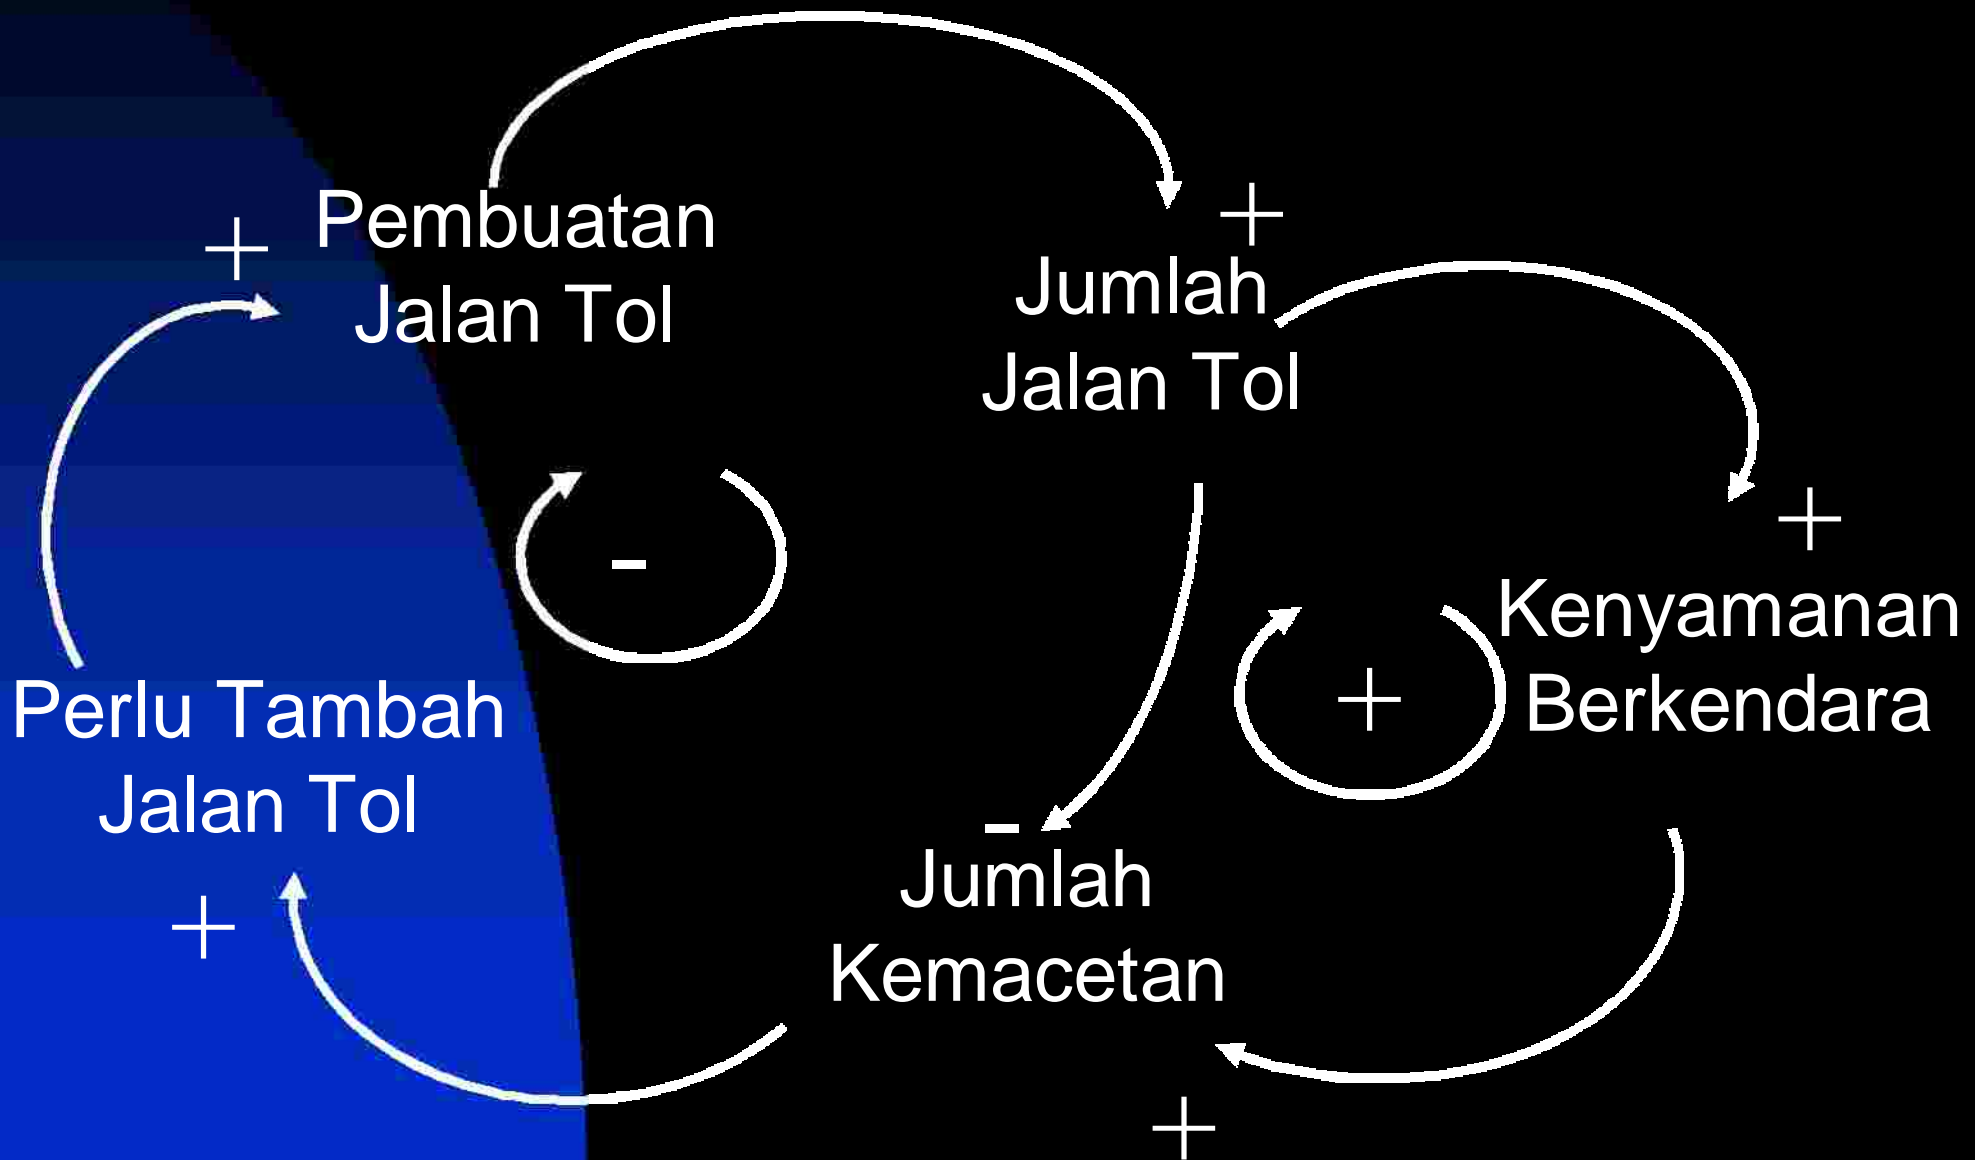 +
Pembuatan
Jalan Tol
+
Jumlah
Jalan Tol
-
+
+
Kenyamanan
Berkendara
Perlu Tambah
Jalan Tol
+
-
Jumlah
Kemacetan
+